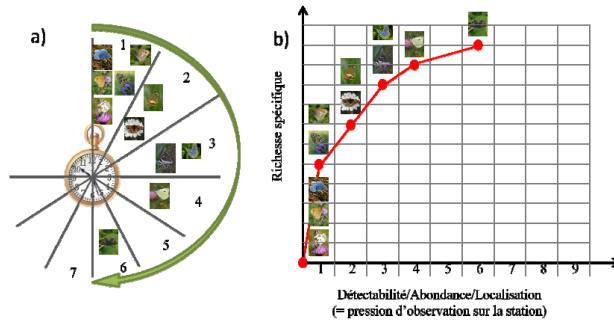 a)
1
2
3
4
5
6
7
b)
Richesse spécifique
1 2 3 4 5 6 7 8 9
Détectabilité/Abondance/Localisation
(= pression d'observation sur la station)